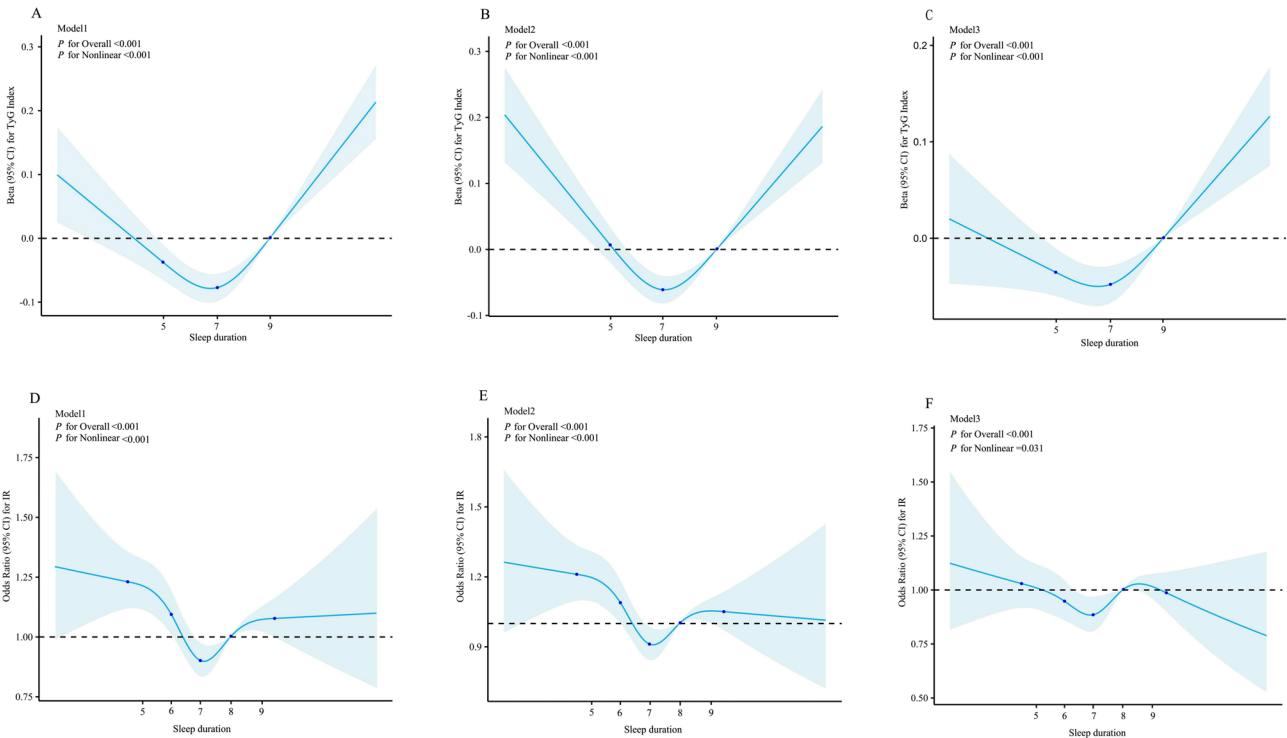 A
Model1
P for Overall <0.001
P for Nonlinear <0.001
Beta (95% CI) for TyG Index
0.3
0.2
0.1
0.0
-0.1
5 7 9
Sleep duration
B
Model2
P for Overall <0.001
P for Nonlinear <0.001
Beta (95% CI) for TyG Index
0.3
0.2
0.1
0.0
-0.1
5 7 9
Sleep duration
C
Model3
P for Overall <0.001
P for Nonlinear <0.001
Beta (95% CI) for TyG Index
0.2
0.1
0.0
5 7 9
Sleep duration
D
Model1
P for Overall <0.001
P for Nonlinear <0.001
Odds Ratio (95% CI) for IR
1.75
1.50
1.25
1.00
0.75
5 6 7 8 9
Sleep duration
E
Model2
P for Overall <0.001
P for Nonlinear <0.001
Odds Ratio (95% CI) for IR
1.8
1.5
1.2
0.9
5 6 7 8 9
Sleep duration
F
Model3
P for Overall <0.001
P for Nonlinear =0.031
Odds Ratio (95% CI) for IR
1.75
1.50
1.25
1.00
0.75
0.50
5 6 7 8 9
Sleep duration